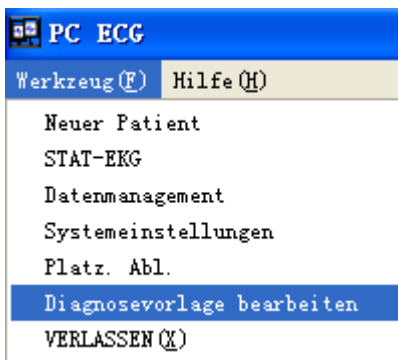 PC ECG
Werkzeug(F) Hilfe(H)
Neuer Patient
STAT-EKG
Datenmanagement
Systemeinstellungen
Platz. Abl.
Diagnosevorlage bearbeiten
VERLASSEN(X)